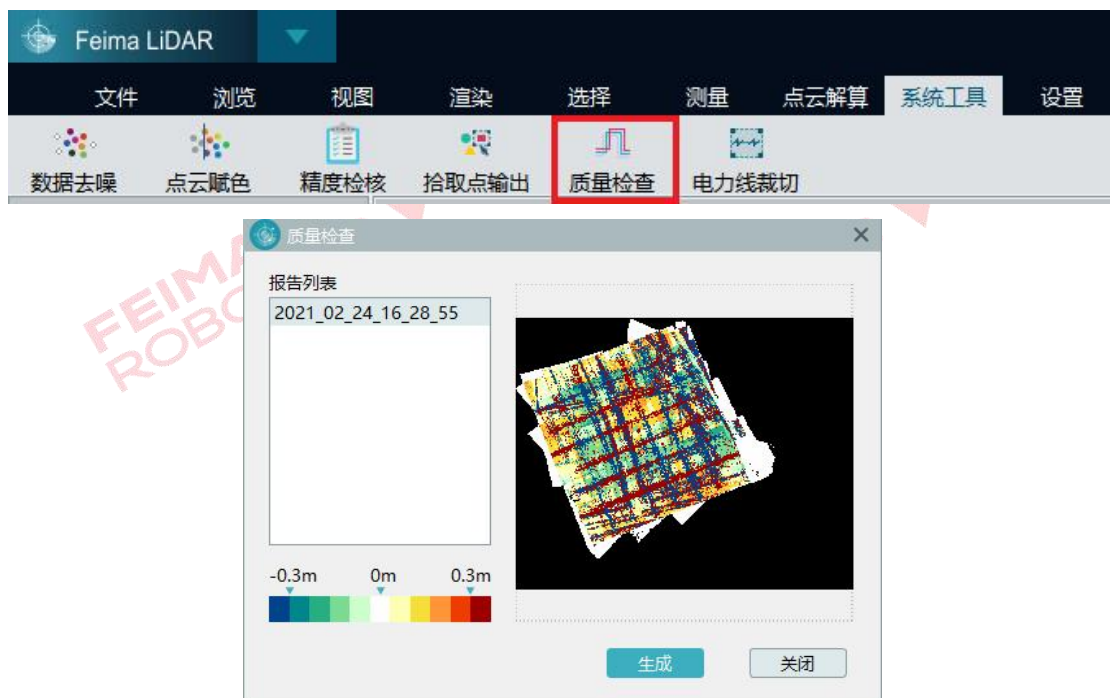 Feima LiDAR
文件 浏览 视图 渲染 选择 测量 点云解算 系统工具 设置
数据去噪 点云赋色 精度检核 拾取点输出 质量检查 电力线裁切
质量检查
报告列表
2021_02_24_16_28_55
-0.3m 0m 0.3m
生成 关闭